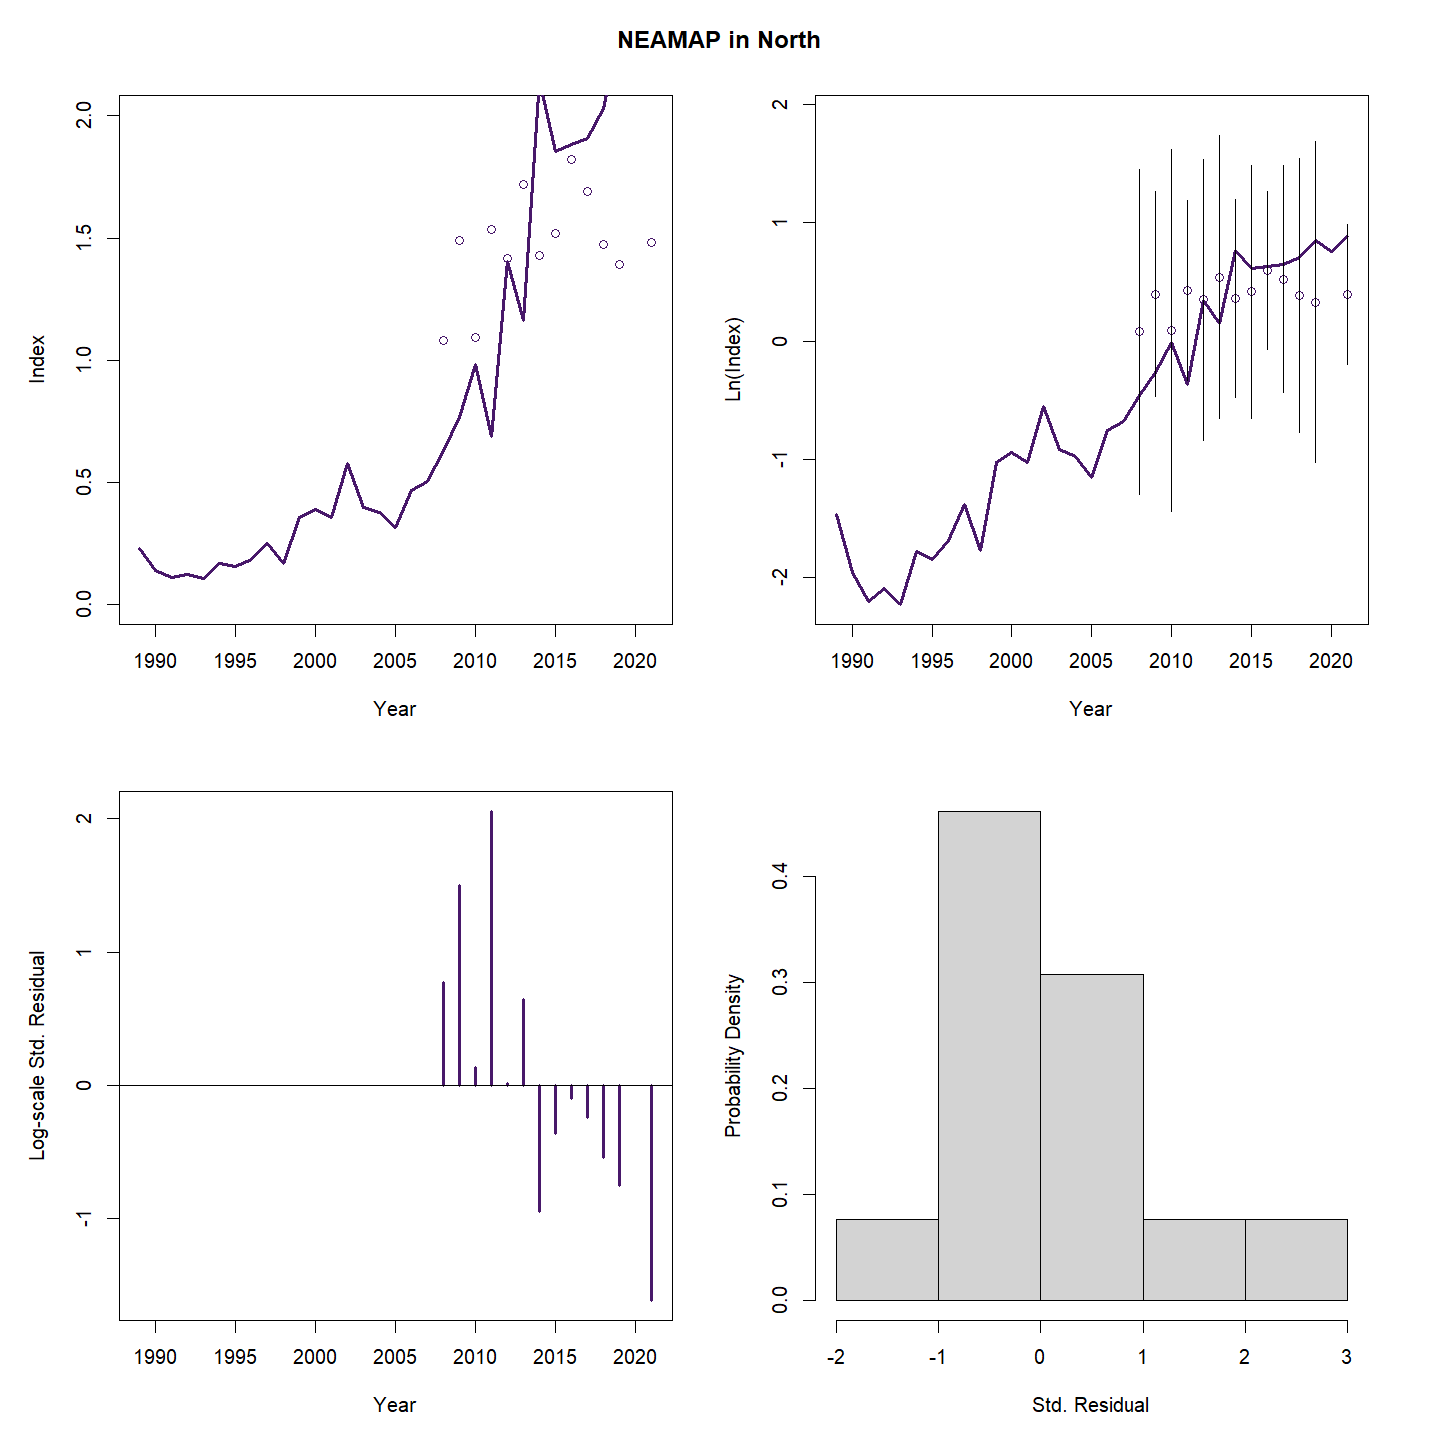 NEAMAP in North
2.0
1.5
1.0
0.5
0.0
Index
1990 1995 2000 2005 2010 2015 2020
Year
2
1
0
-1
-2
Ln(Index)
1990 1995 2000 2005 2010 2015 2020
Year
2
1
0
-1
Log-scale Std. Residual
1990 1995 2000 2005 2010 2015 2020
Year
0.4
0.3
0.2
0.1
0.0
Probability Density
-2 -1 0 1 2 3
Std. Residual